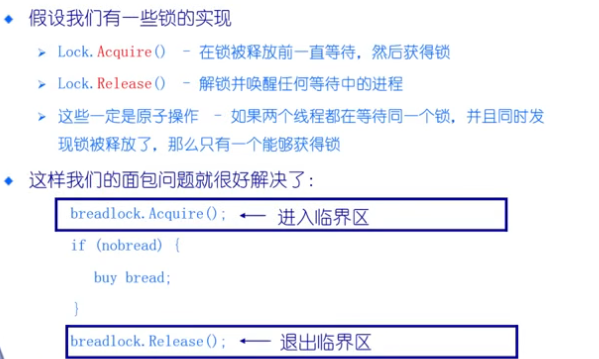 假设我们有一些锁的实现
Lock.Acquire() - 在锁被释放前一直等待，然后获得锁
Lock.Release() - 解锁并唤醒任何等待中的进程
这些一定是原子操作 - 如果两个线程都在等待同一个锁，并且同时发
现锁被释放了，那么只有一个能够获得锁
这样我们的面包问题就很好解决了：
breadlock.Acquire(); ← 进入临界区
if (nobread) {
buy bread;
}
breadlock.Release(); ← 退出临界区